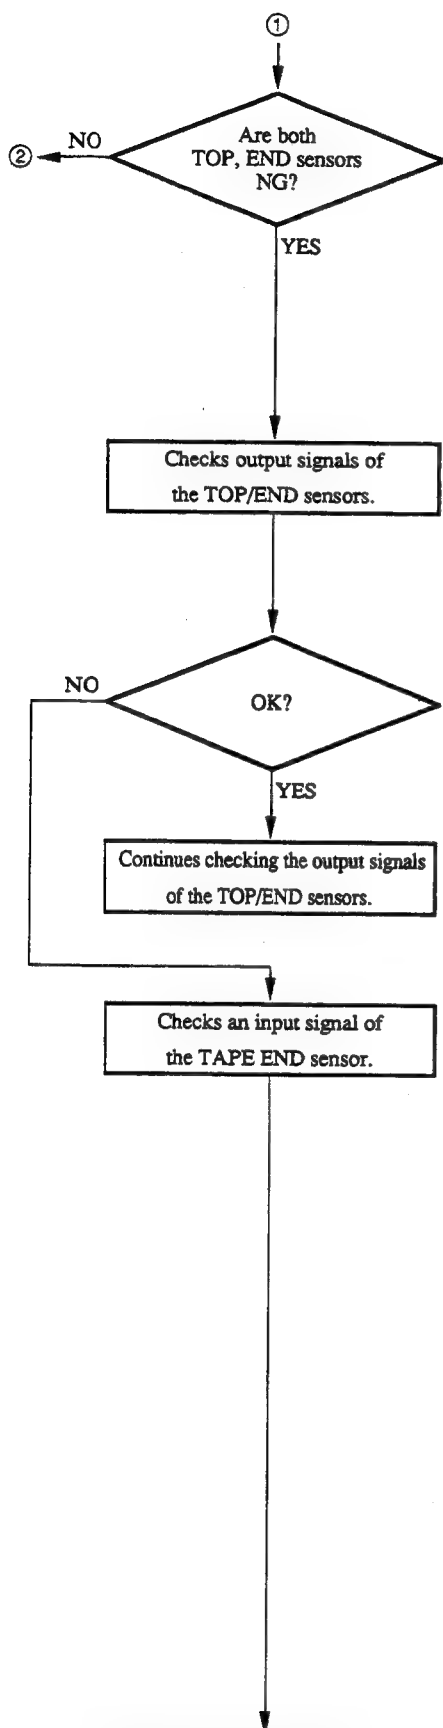 ①
Are both
TOP, END sensors
NG?
NO
②
YES
Checks output signals of
the TOP/END sensors.
OK?
NO
YES
Continues checking the output signals
of the TOP/END sensors.
Checks an input signal of
the TAPE END sensor.